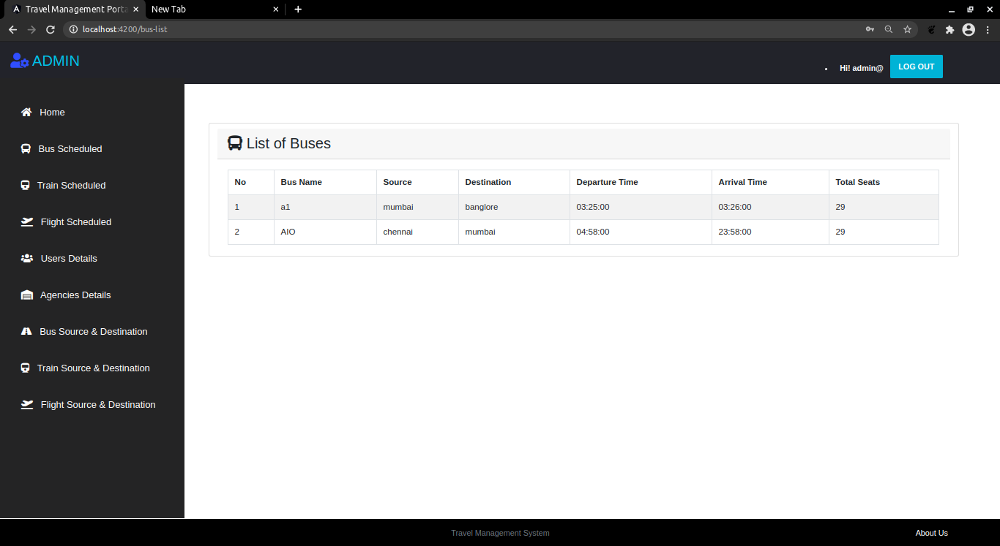 Travel Management Porta
New Tab
localhost:4200/bus-list
ADMIN
Hi! admin@
LOG OUT
Home
Bus Scheduled
Train Scheduled
Flight Scheduled
Users Details
Agencies Details
Bus Source & Destination
Train Source & Destination
Flight Source & Destination
List of Buses
No Bus Name Source Destination Departure Time Arrival Time Total Seats
1 a1 mumbai banglore 03:25:00 03:26:00 29
2 AIO chennai mumbai 04:58:00 23:58:00 29
Travel Management System
About Us